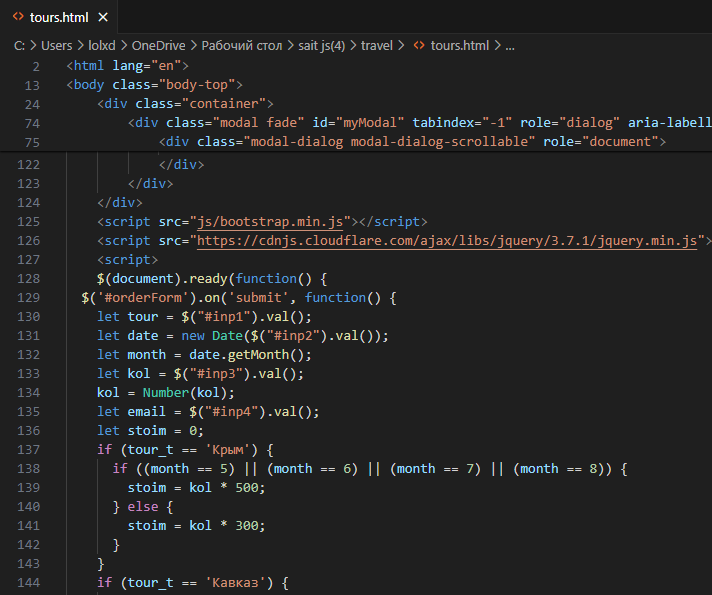 <> tours.html ×
C: > Users > lolxd > OneDrive > Рабочий стол > sait js(4) > travel > <> tours.html > ...
2 <html lang="en">
13 <body class="body-top">
24 <div class="container">
74 <div class="modal fade" id="myModal" tabindex="-1" role="dialog" aria-labell
75 <div class="modal-dialog modal-dialog-scrollable" role="document">
122 </div>
123 </div>
124 </div>
125 <script src="js/bootstrap.min.js"></script>
126 <script src="https://cdnjs.cloudflare.com/ajax/libs/jquery/3.7.1/jquery.min.js">
127 <script>
128 $(document).ready(function() {
129 $('#orderForm').on('submit', function() {
130 let tour = $("#inp1").val();
131 let date = new Date($("#inp2").val());
132 let month = date.getMonth();
133 let kol = $("#inp3").val();
134 kol = Number(kol);
135 let email = $("#inp4").val();
136 let stoim = 0;
137 if (tour_t == 'Крым') {
138 if ((month == 5) || (month == 6) || (month == 7) || (month == 8)) {
139 stoim = kol * 500;
140 } else {
141 stoim = kol * 300;
142 }
143 }
144 if (tour_t == 'Кавказ') {